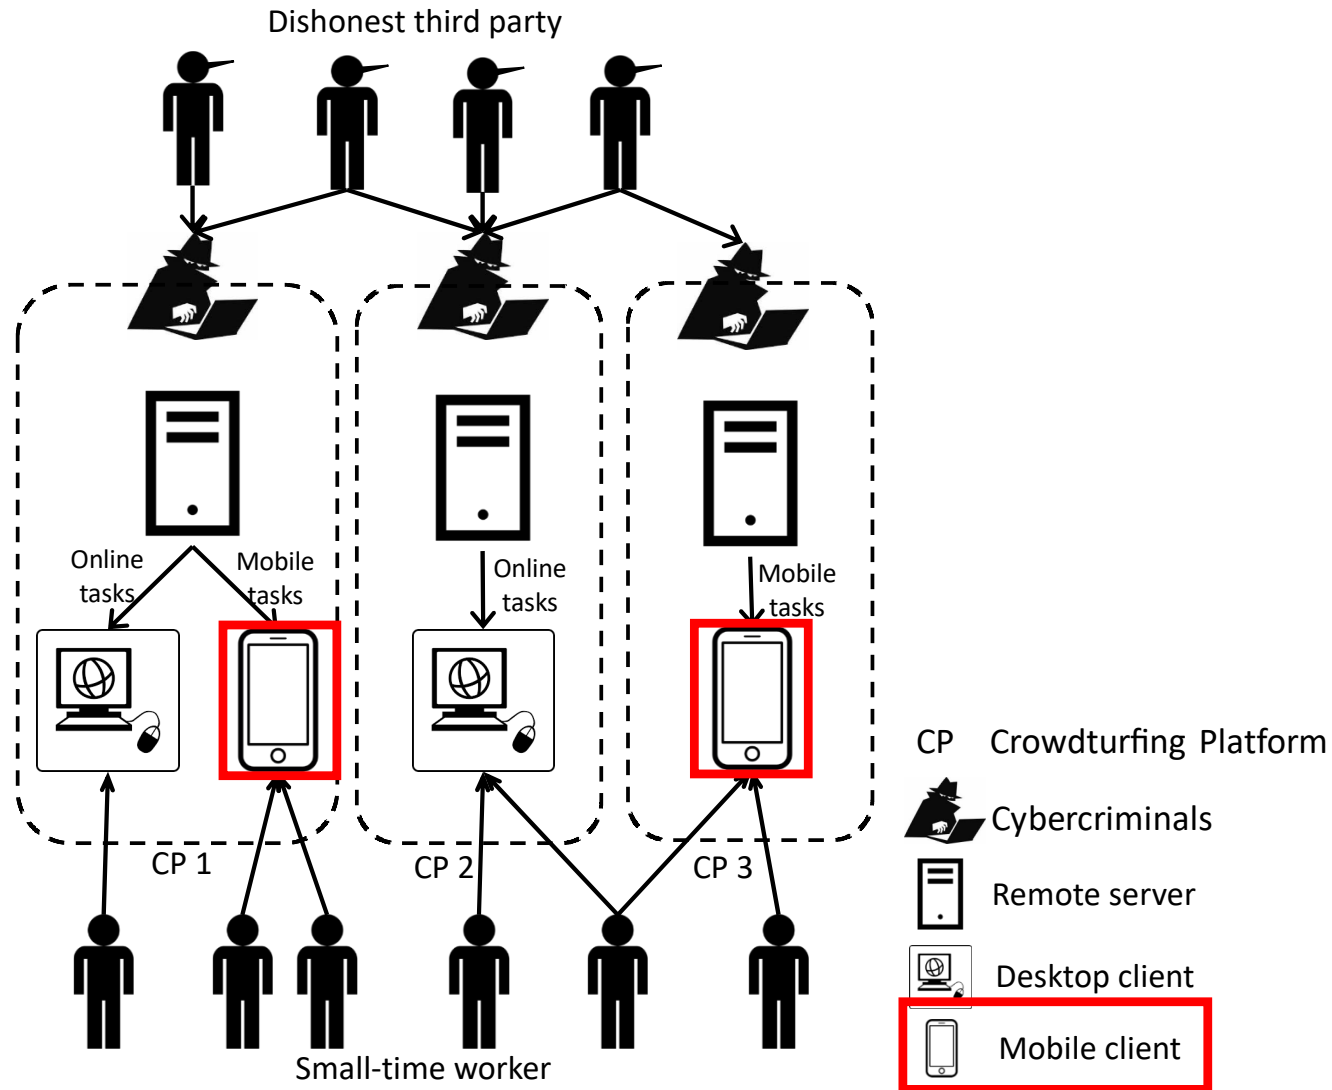 Dishonest third party
Online
tasks
Mobile
tasks
Online
tasks
Mobile
tasks
CP 1
CP 2
CP 3
Small-time worker
CP Crowdturfing Platform
Cybercriminals
Remote server
Desktop client
Mobile client